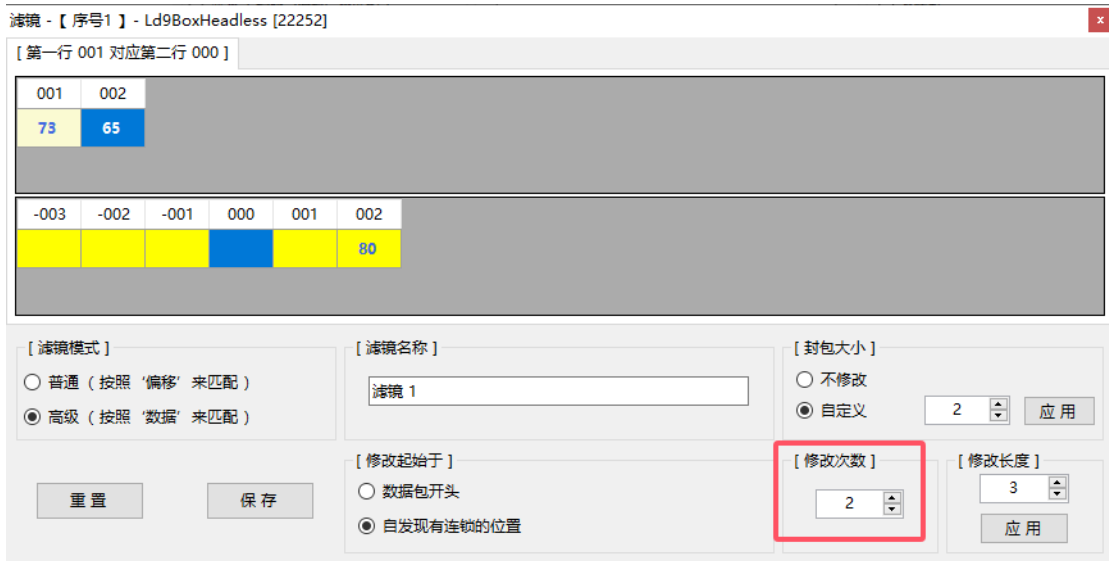 滤镜 -【 序号1 】- Ld9BoxHeadless [22252]
x
[ 第一行 001 对应第二行 000 ]
001 002
73 65
-003 -002 -001 000 001 002
80
[ 滤镜模式 ]
普通（ 按照‘偏移’来匹配 ）
高级（ 按照‘数据’来匹配 ）
[ 滤镜名称 ]
滤镜 1
[ 封包大小 ]
不修改
自定义 2 应 用
重 置 保 存
[ 修改起始于 ]
数据包开头
自发现有连锁的位置
[ 修改次数 ]
2
[ 修改长度 ]
3
应 用